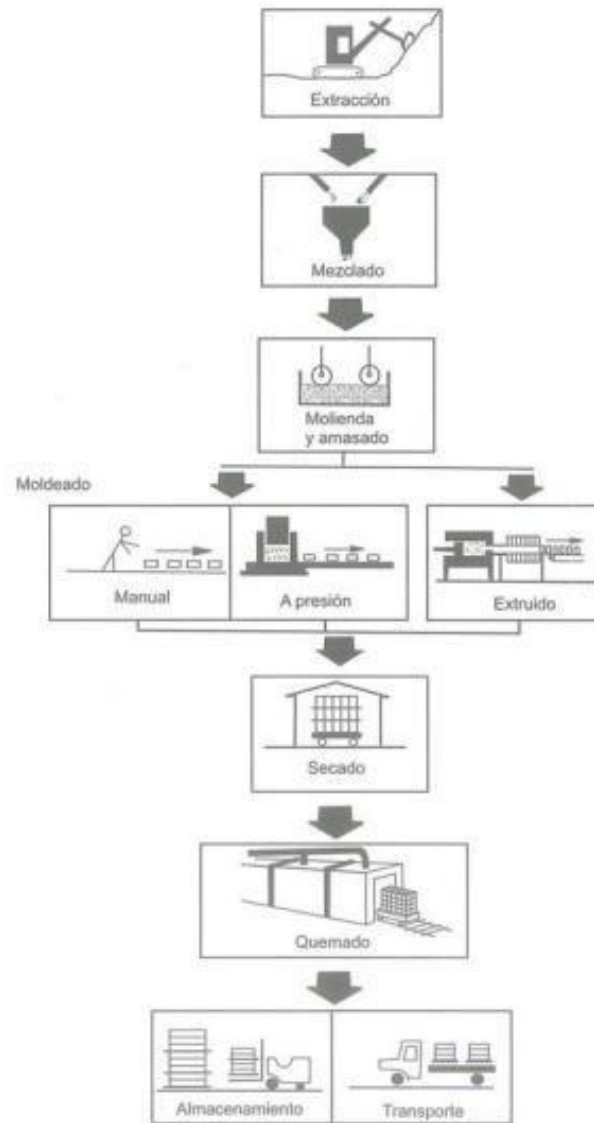 Extracción
Mezclado
Molienda
y amasado
Moldeado
Manual
A presión
Extruido
Secado
Quemado
Almacenamiento
Transporte